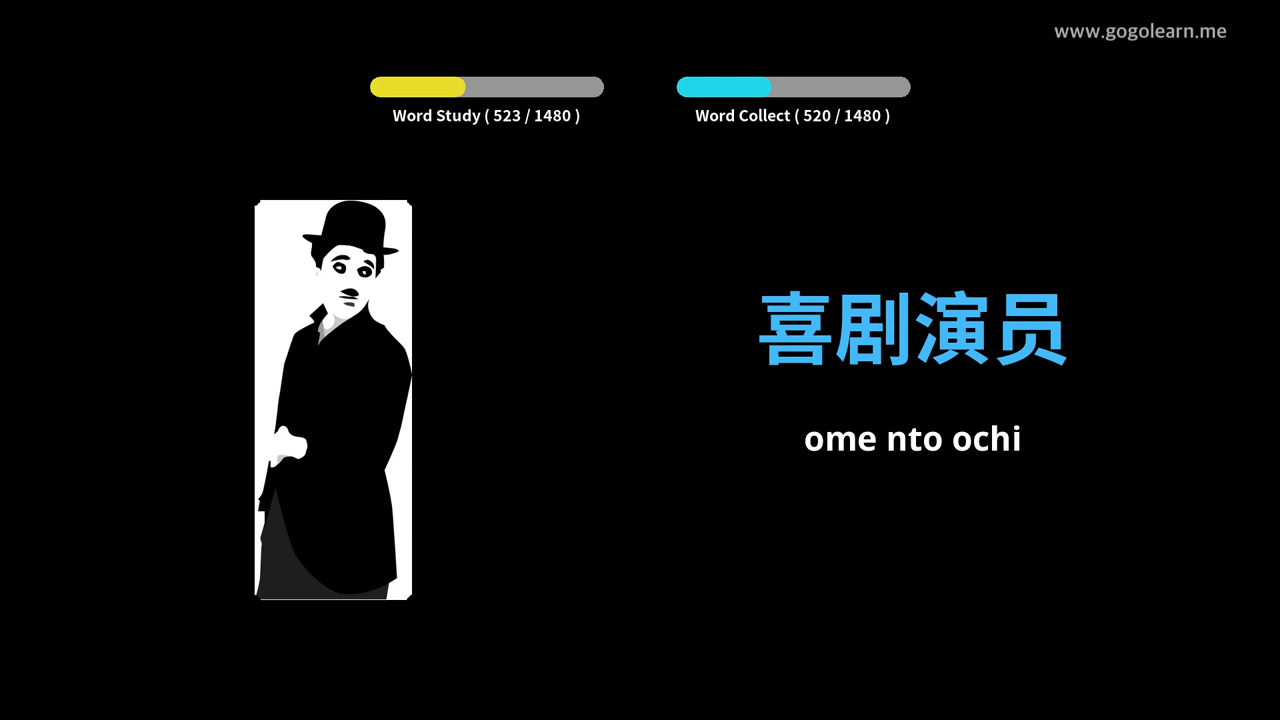 www.gogolearn.me
Word Study ( 523 / 1480 )
Word Collect ( 520 / 1480 )
喜剧演员
ome nto ochi